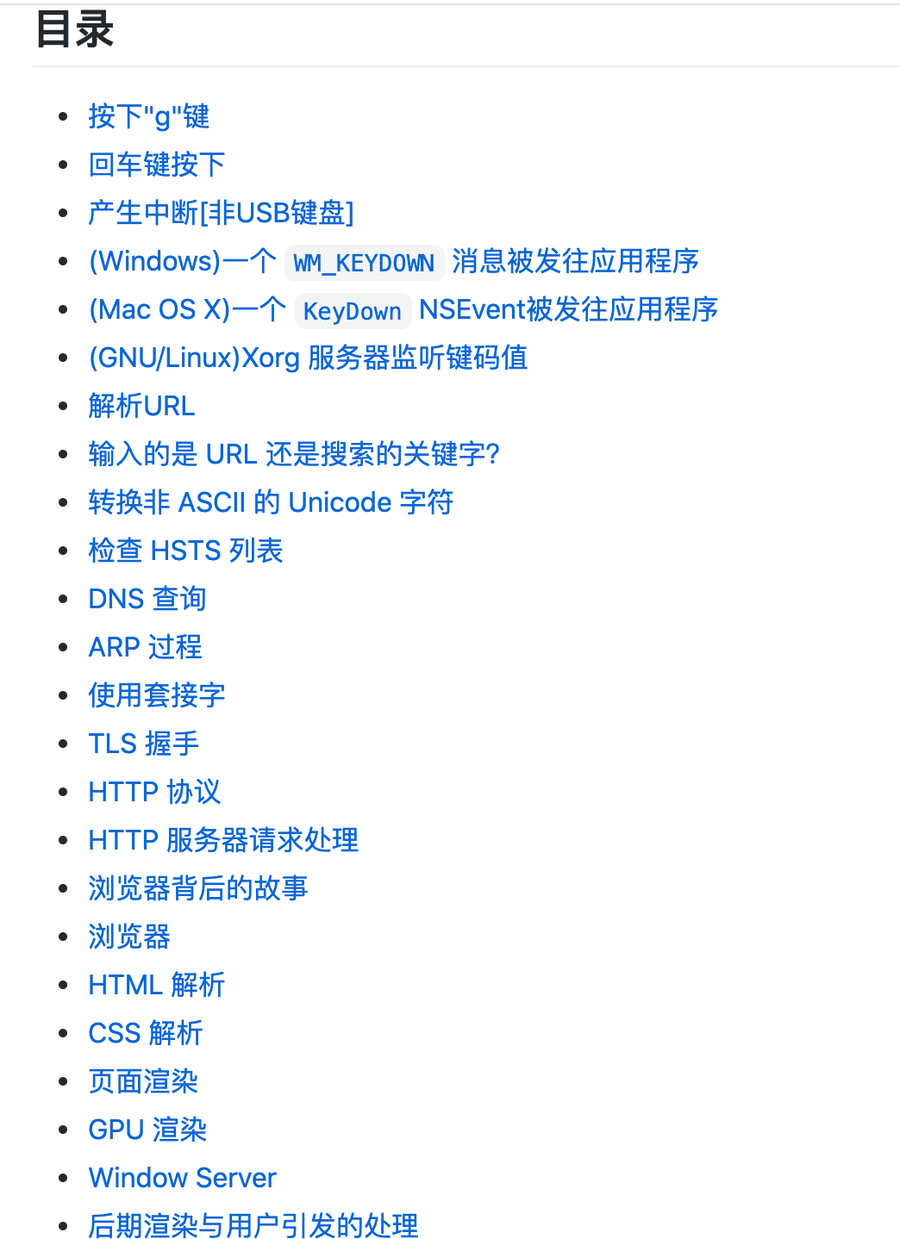 目录
按下"g"键
回车键按下
产生中断[非USB键盘]
(Windows)一个 WM_KEYDOWN 消息被发往应用程序
(Mac OS X)一个 KeyDown NSEvent被发往应用程序
(GNU/Linux)Xorg 服务器监听键码值
解析URL
输入的是 URL 还是搜索的关键字?
转换非 ASCII 的 Unicode 字符
检查 HSTS 列表
DNS 查询
ARP 过程
使用套接字
TLS 握手
HTTP 协议
HTTP 服务器请求处理
浏览器背后的故事
浏览器
HTML 解析
CSS 解析
页面渲染
GPU 渲染
Window Server
后期渲染与用户引发的处理